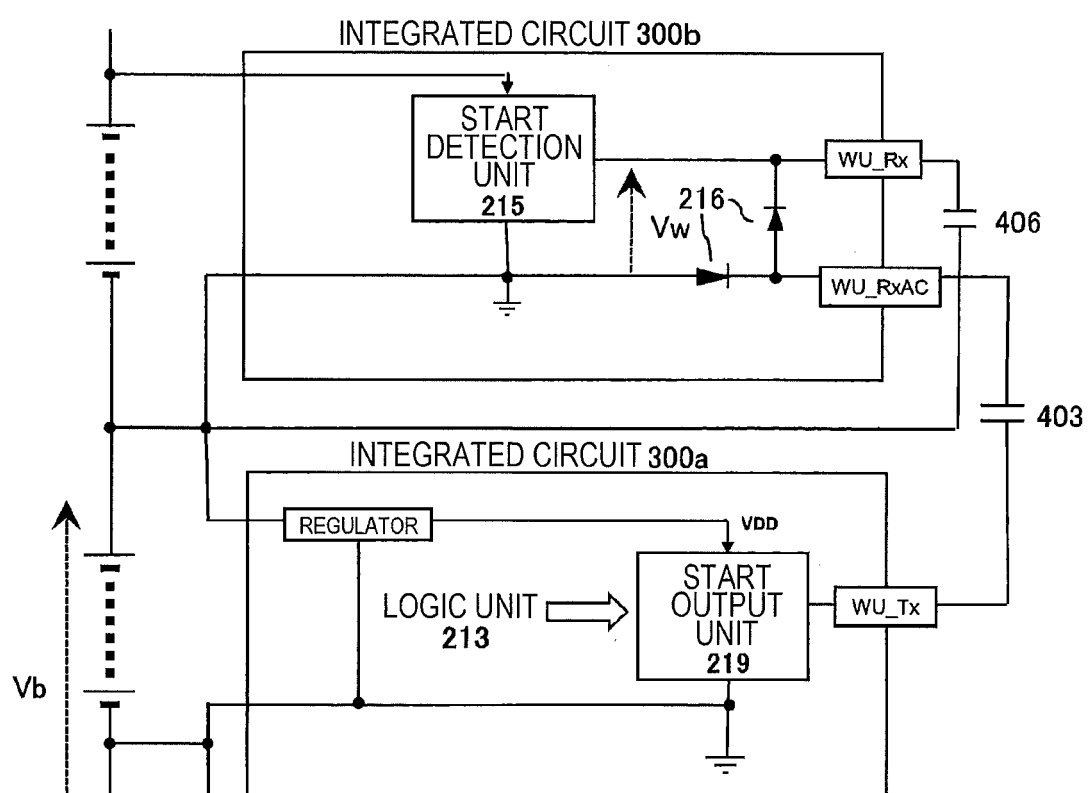 INTEGRATED CIRCUIT 300b
START
DETECTION
UNIT
215
WU_Rx
216
Vw
406
WU_RxAC
403
INTEGRATED CIRCUIT 300a
REGULATOR
VDD
START
OUTPUT
UNIT
219
LOGIC UNIT
213
WU_Tx
Vb